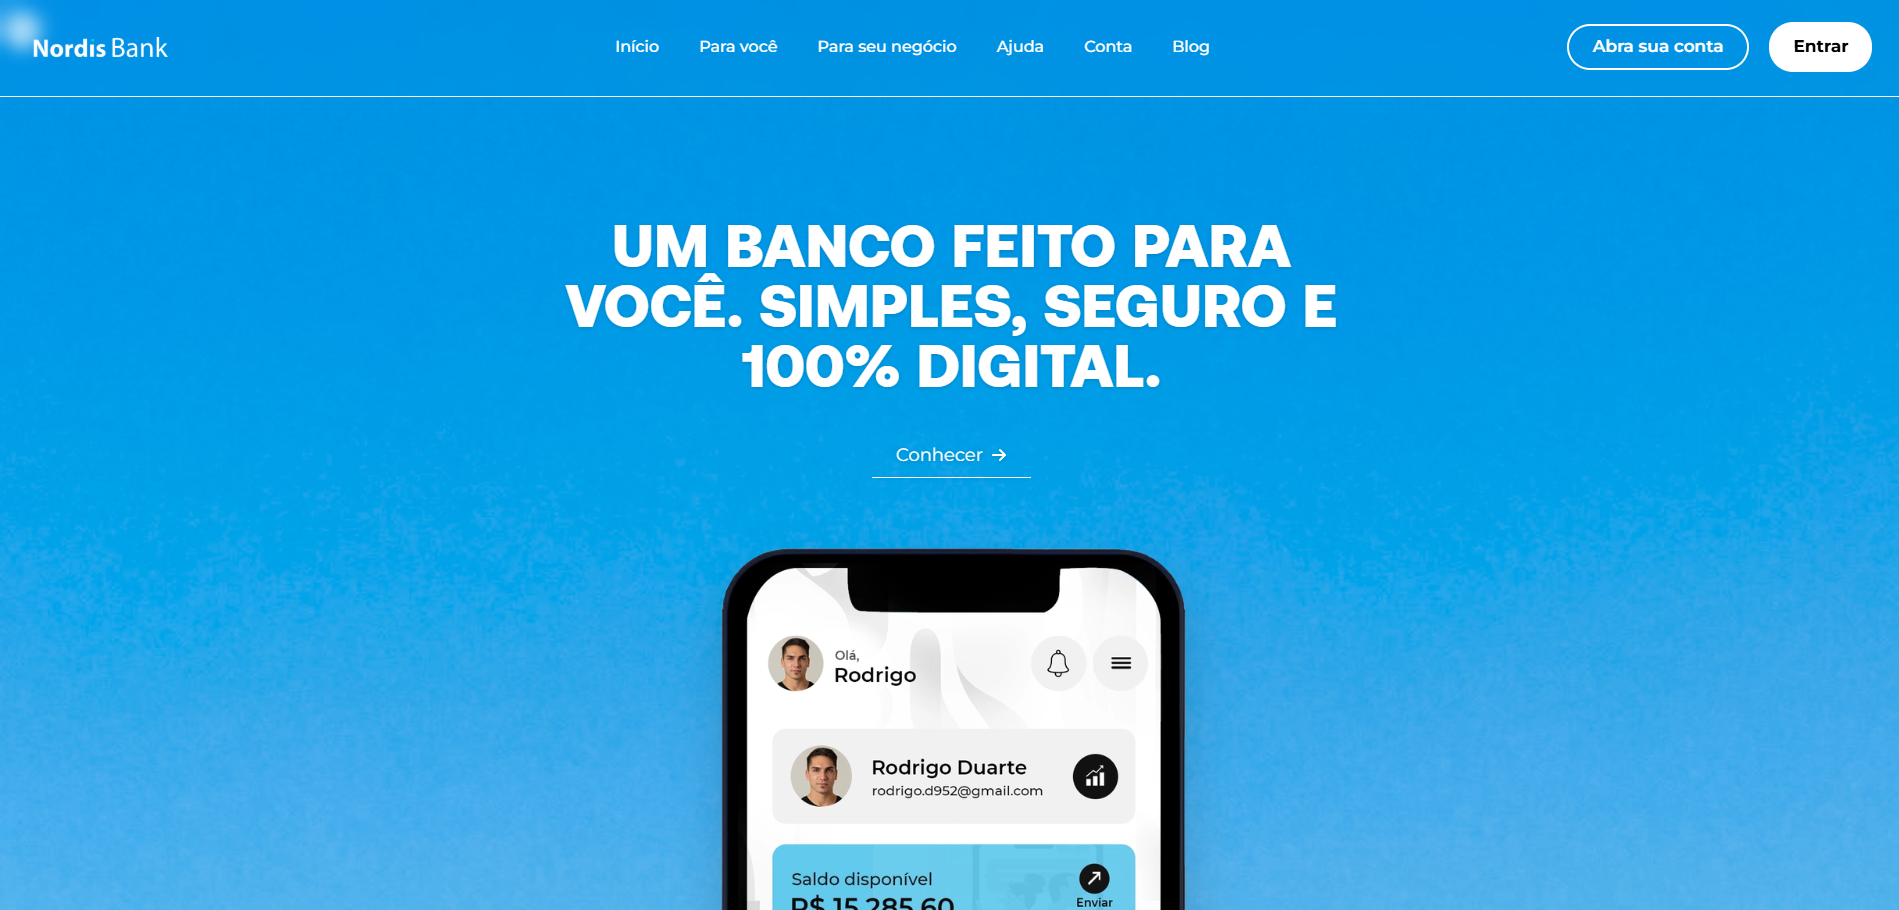 Nordis Bank
Início Para você Para seu negócio Ajuda Conta Blog
Abra sua conta
Entrar
UM BANCO FEITO PARA
VOCÊ. SIMPLES, SEGURO E
100% DIGITAL.
Conhecer →
Olá,
Rodrigo
Rodrigo Duarte
rodrigo.d952@gmail.com
Saldo disponível
R$ 15.285,60
Enviar